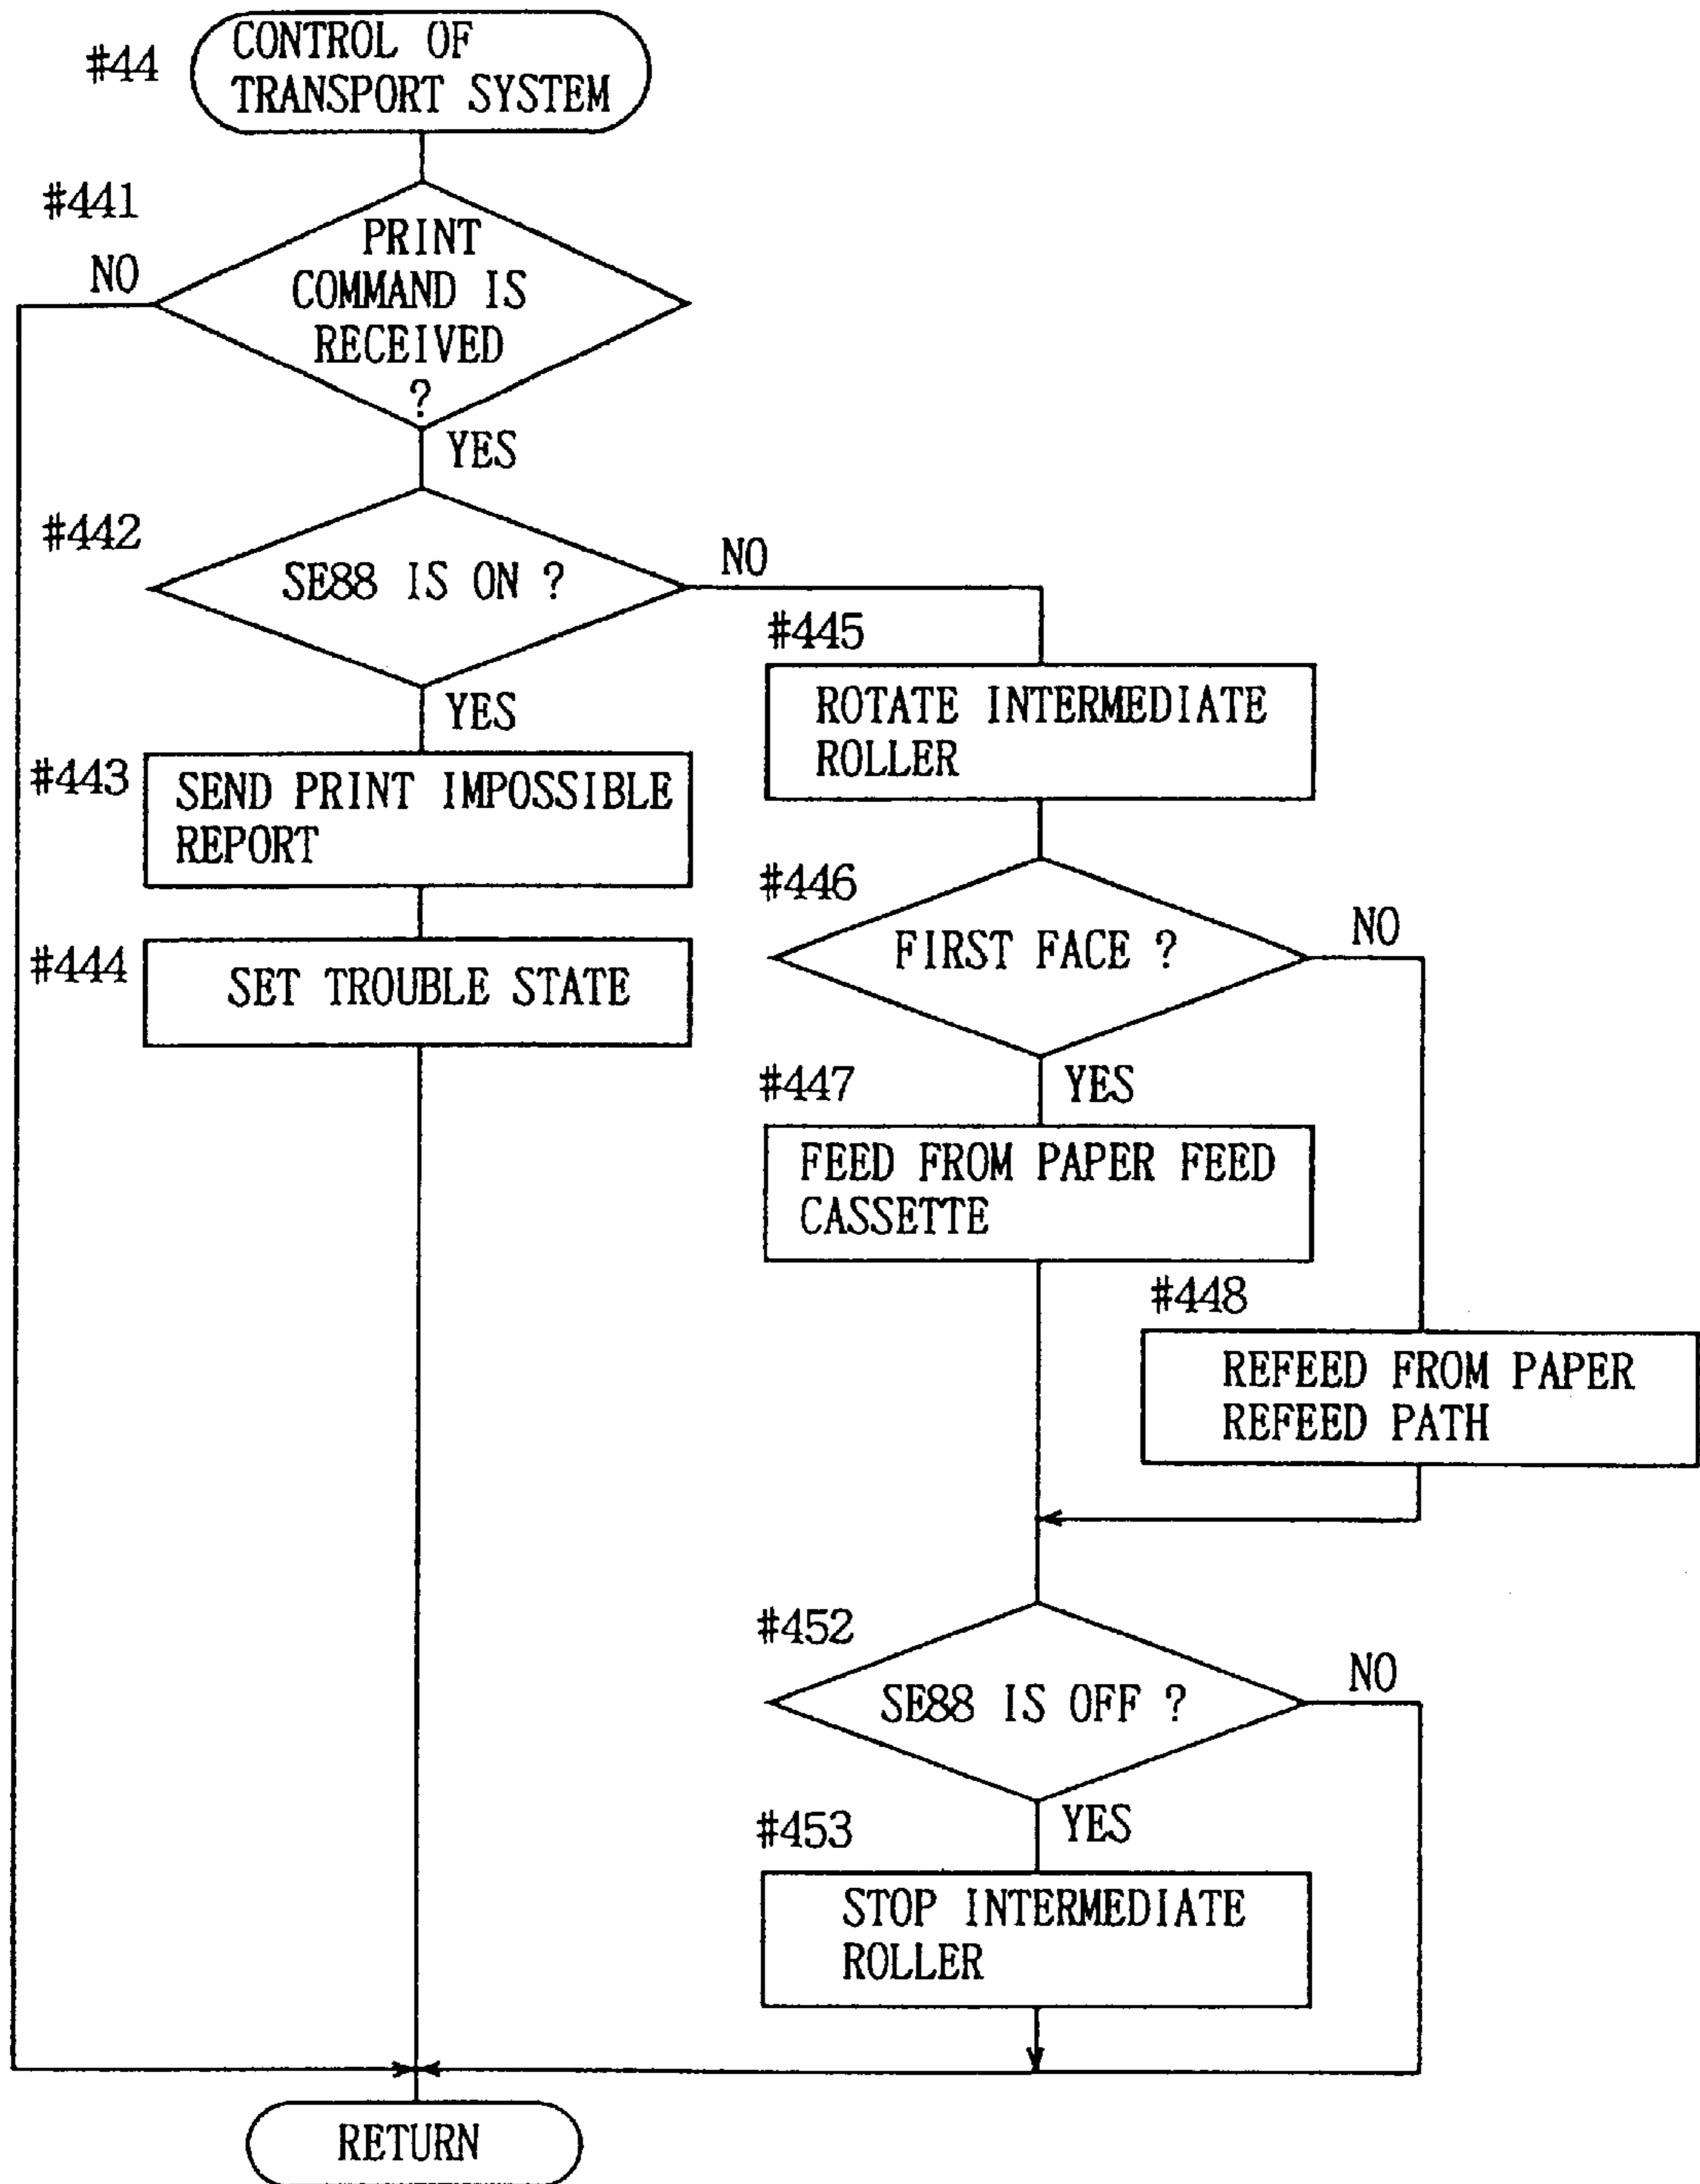 #44
CONTROL OF
TRANSPORT SYSTEM
#441
PRINT
COMMAND IS
RECEIVED
?
NO
YES
#442
SE88 IS ON ?
NO
YES
#443
SEND PRINT IMPOSSIBLE
REPORT
#444
SET TROUBLE STATE
#445
ROTATE INTERMEDIATE
ROLLER
#446
FIRST FACE ?
NO
YES
#447
FEED FROM PAPER FEED
CASSETTE
#448
REFEED FROM PAPER
REFEED PATH
#452
SE88 IS OFF ?
NO
YES
#453
STOP INTERMEDIATE
ROLLER
RETURN